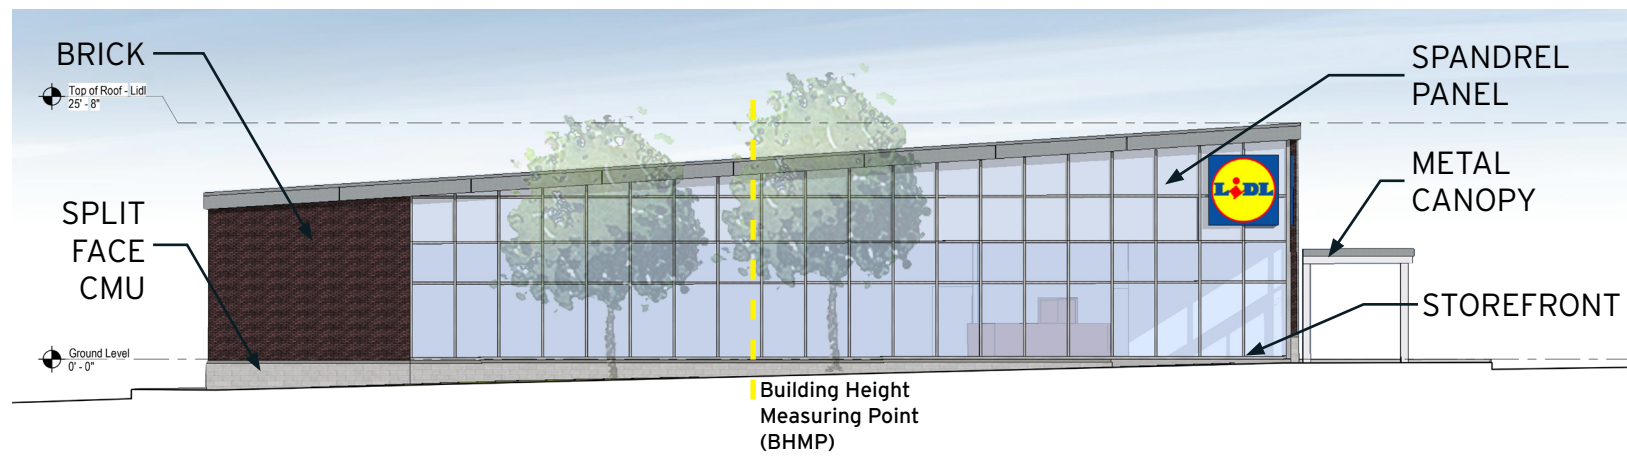 BRICK
Top of Roof - Lidl
25' - 8"
SPLIT
FACE
CMU
Ground Level
0' - 0"
Building Height
Measuring Point
(BHMP)
LiDL
SPANDREL
PANEL
METAL
CANOPY
STOREFRONT